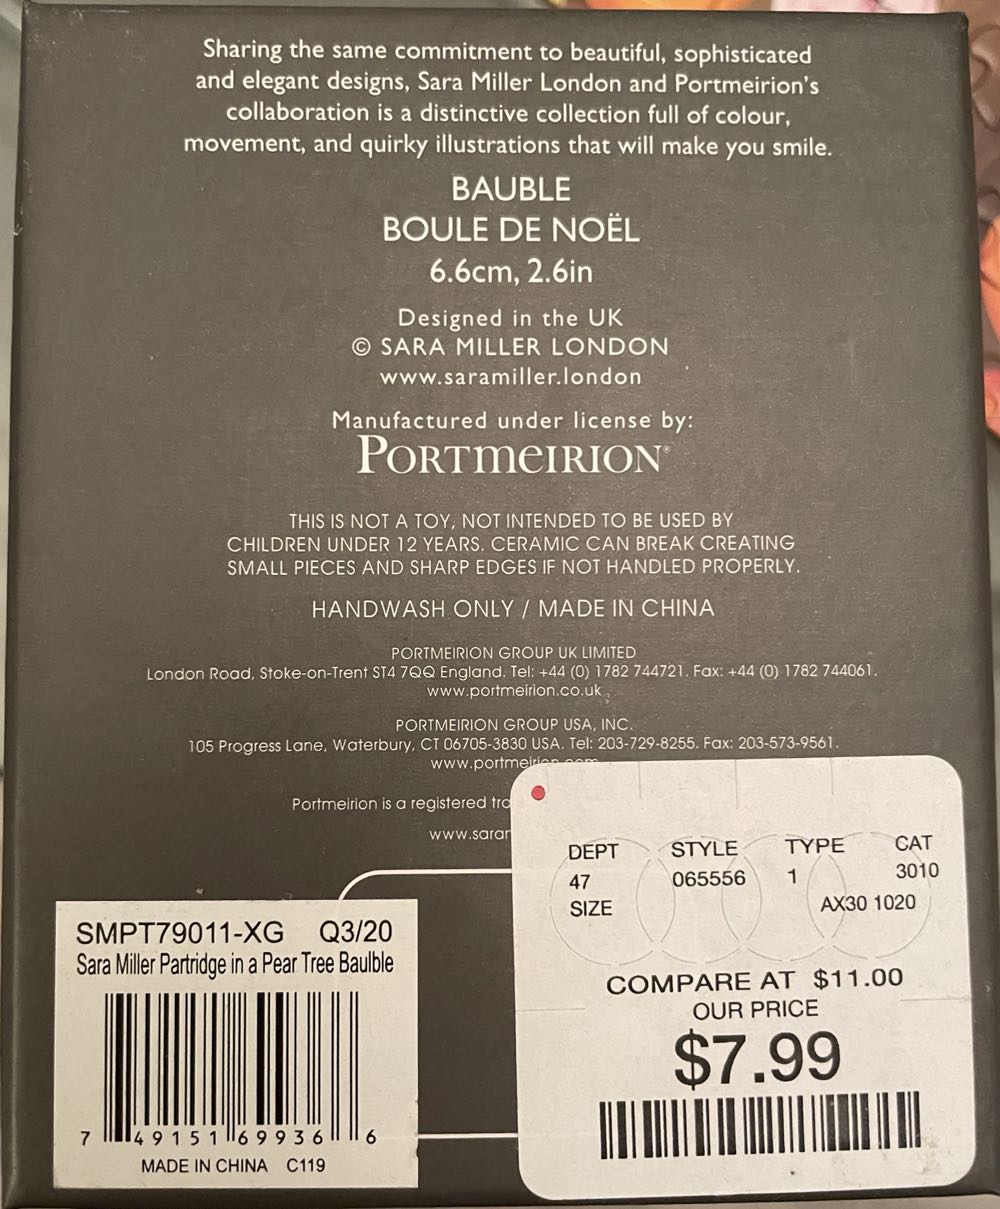 Sharing the same commitment to beautiful, sophisticated
and elegant designs, Sara Miller London and Portmeirion's
collaboration is a distinctive collection full of colour,
movement, and quirky illustrations that will make you smile.
BAUBLE
BOULE DE NOËL
6.6cm, 2.6in
Designed in the UK
© SARA MILLER LONDON
www.saramiller.london
Manufactured under license by:
PORTMEIRION®
THIS IS NOT A TOY, NOT INTENDED TO BE USED BY
CHILDREN UNDER 12 YEARS. CERAMIC CAN BREAK CREATING
SMALL PIECES AND SHARP EDGES IF NOT HANDLED PROPERLY.
HANDWASH ONLY / MADE IN CHINA
PORTMEIRION GROUP UK LIMITED
London Road, Stoke-on-Trent ST4 7QQ England. Tel: +44 (0) 1782 744721. Fax: +44 (0) 1782 744061.
www.portmeirion.co.uk
PORTMEIRION GROUP USA, INC.
105 Progress Lane, Waterbury, CT 06705-3830 USA. Tel: 203-729-8255. Fax: 203-573-9561.
www.portmeirion.com
Portmeirion is a registered
SMPT79011-XG Q3/20
Sara Miller Partridge in a Pear Tree Baulble
7 49151 69936 6
MADE IN CHINA C119
DEPT STYLE TYPE CAT
47 065556 1 3010
SIZE AX30 1020
COMPARE AT $11.00
OUR PRICE
$7.99